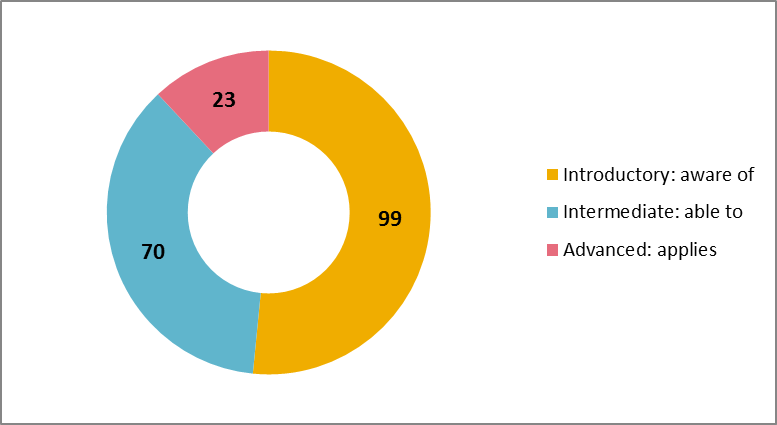 23
99
70
Introductory: aware of
Intermediate: able to
Advanced: applies